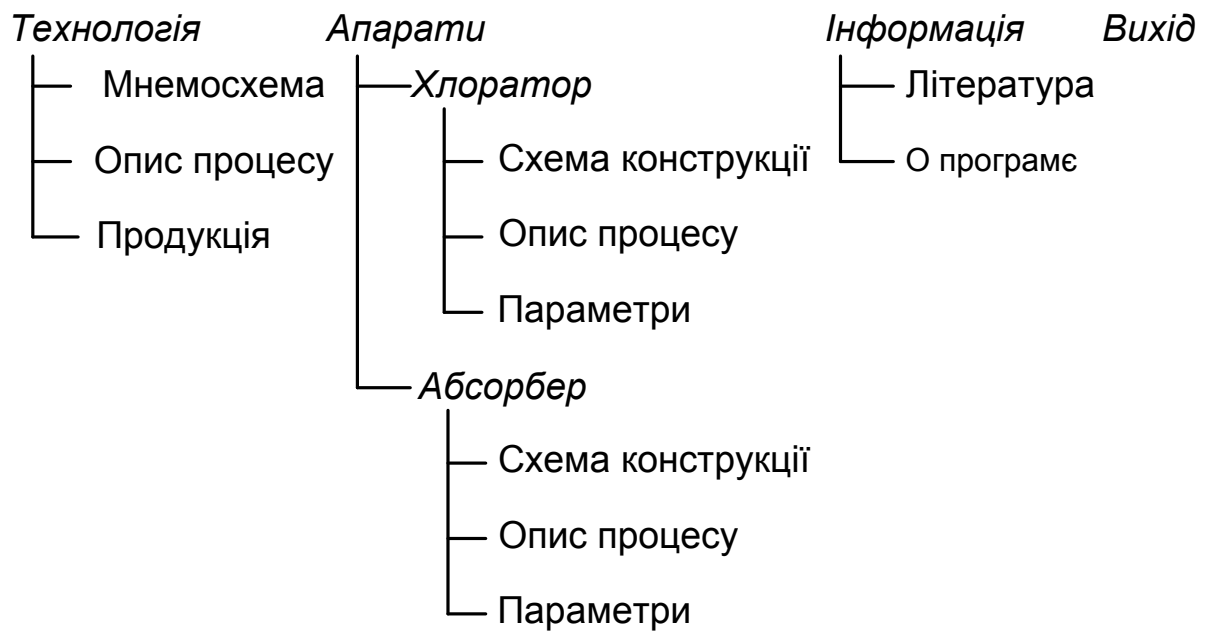 Технологія Апарати Інформація Вихід
Мнемосхема Хлоратор Література
Опис процесу Схема конструкції О програмє
Продукція Опис процесу
Параметри
Абсорбер
Схема конструкції
Опис процесу
Параметри